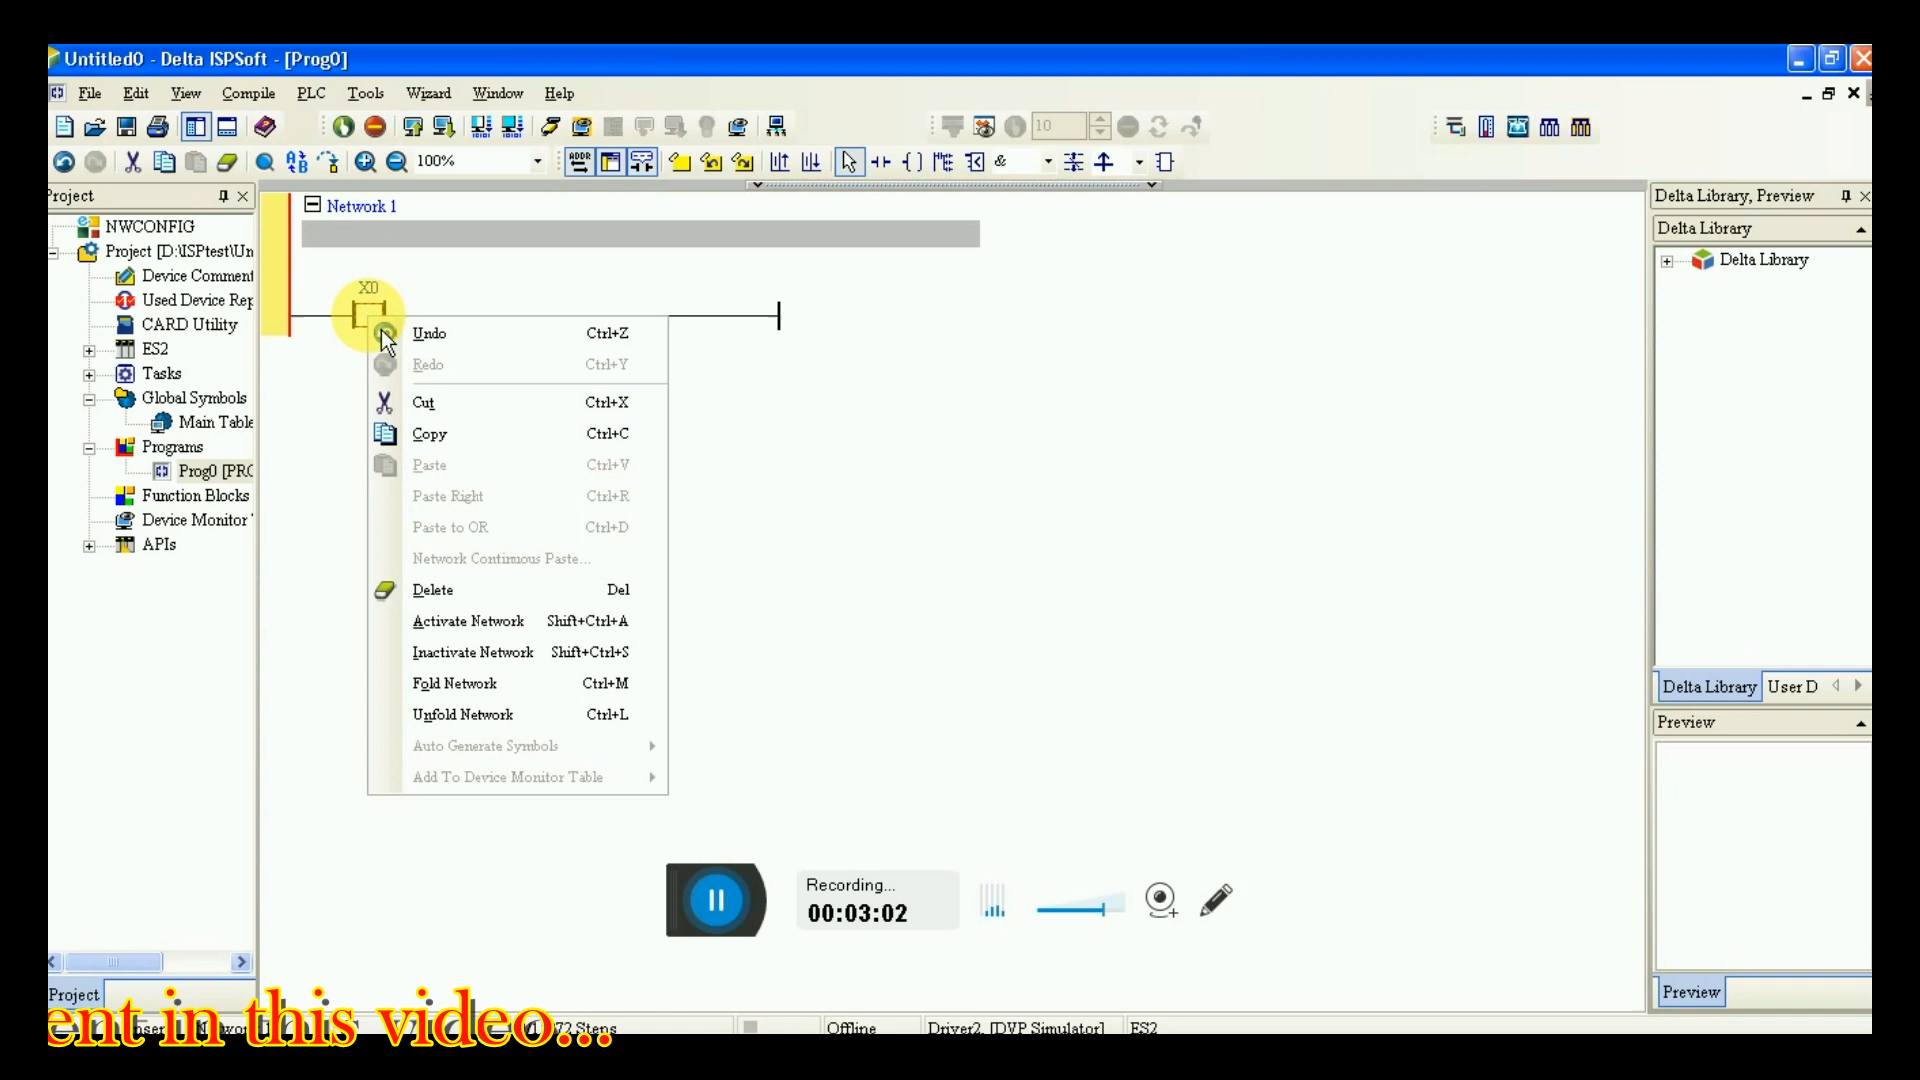 Untitled0 - Delta ISPSoft - [Prog0]
File Edit View Compile PLC Tools Wizard Window Help
10
100%
ADDR
&
Project
NWCONFIG
Project [D:\ISPtest\Un
Device Comment
Used Device Rep
CARD Utility
ES2
Tasks
Global Symbols
Main Table
Programs
Prog0 [PRO
Function Blocks
Device Monitor
APIs
Project
Network 1
X0
Undo Ctrl+Z
Redo Ctrl+Y
Cut Ctrl+X
Copy Ctrl+C
Paste Ctrl+V
Paste Right Ctrl+R
Paste to OR Ctrl+D
Network Continuous Paste...
Delete Del
Activate Network Shift+Ctrl+A
Inactivate Network Shift+Ctrl+S
Fold Network Ctrl+M
Unfold Network Ctrl+L
Auto Generate Symbols
Add To Device Monitor Table
Delta Library, Preview
Delta Library
Delta Library
Delta Library User D
Preview
Preview
Recording...
00:03:02
ent in this video...
Steps Offline Driver2, [DVP Simulator] ES2